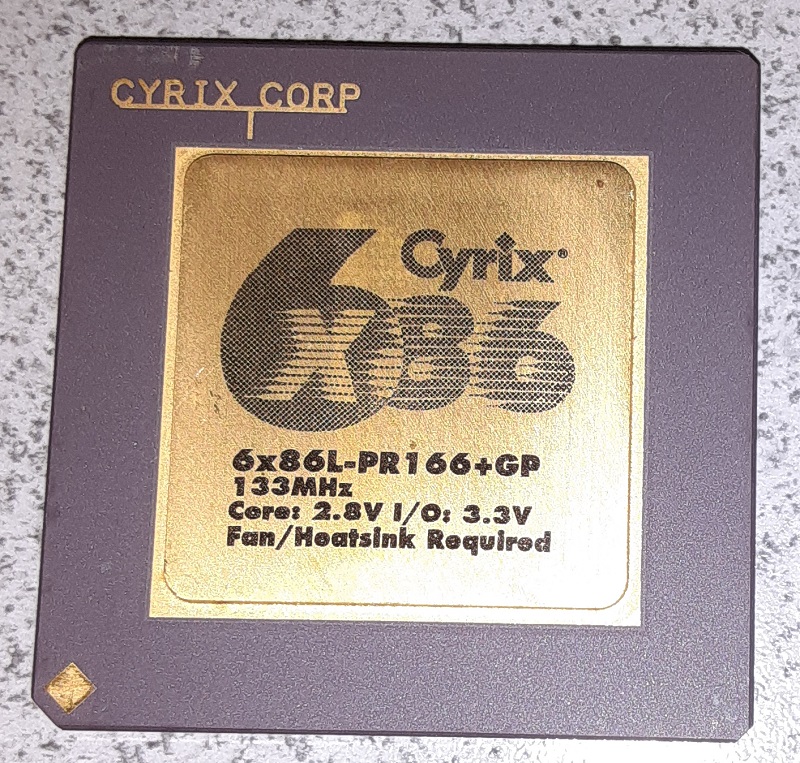 CYRIX CORP
Cyrix®
6x86
6x86L-PR166+GP
133MHz
Core: 2.8V I/O: 3.3V
Fan/Heatsink Required